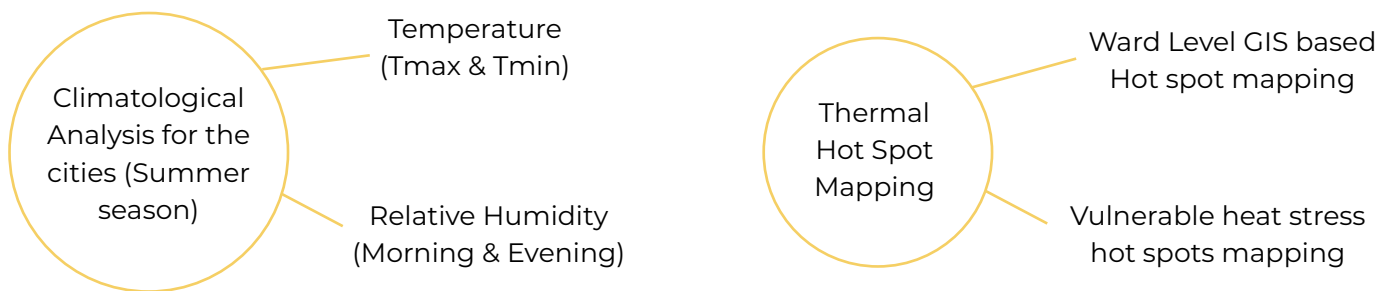 Climatological
Analysis for the
cities (Summer
season)
Temperature
(Tmax & Tmin)
Relative Humidity
(Morning & Evening)
Thermal
Hot Spot
Mapping
Ward Level GIS based
Hot spot mapping
Vulnerable heat stress
hot spots mapping